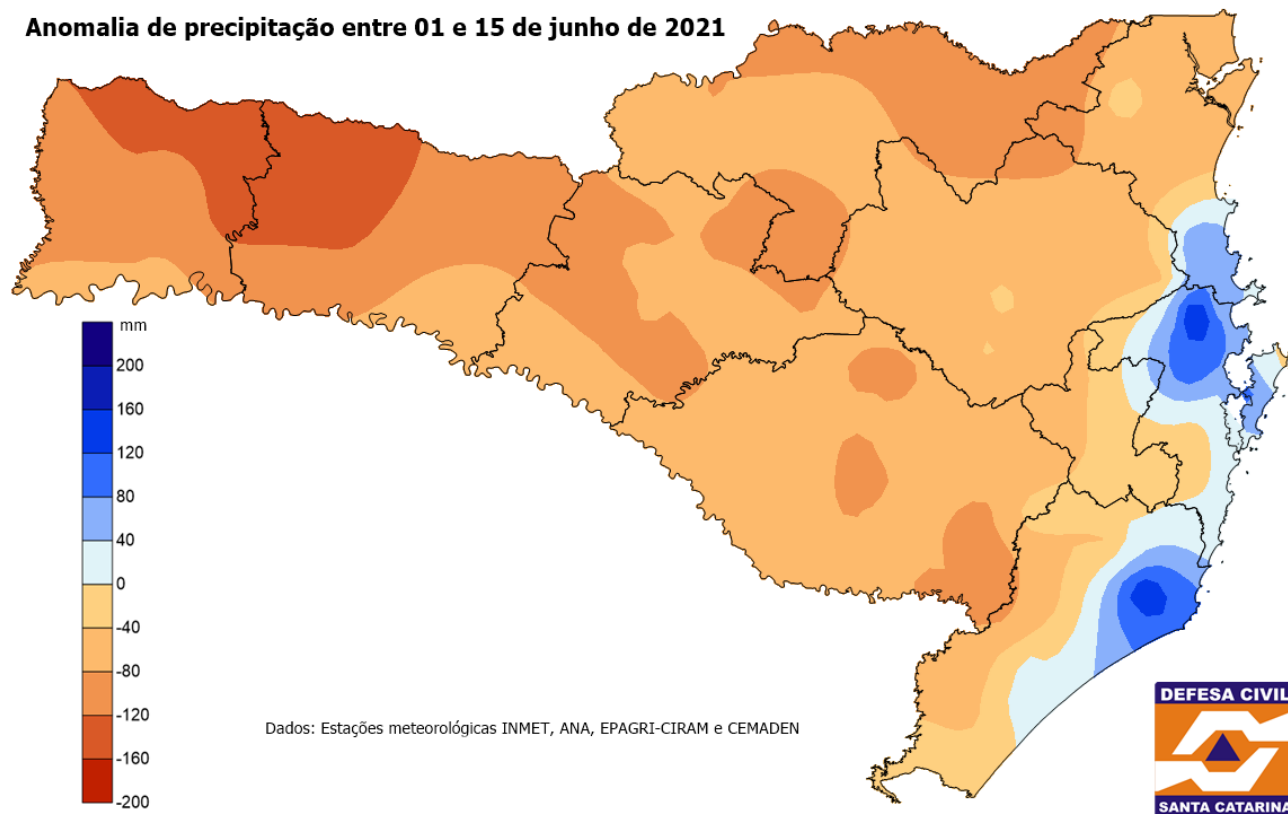 Anomalia de precipitação entre 01 e 15 de junho de 2021
mm
200
160
120
80
40
0
-40
-80
-120
-160
-200
Dados: Estações meteorológicas INMET, ANA, EPAGRI-CIRAM e CEMADEN
DEFESA CIVIL
SANTA CATARINA